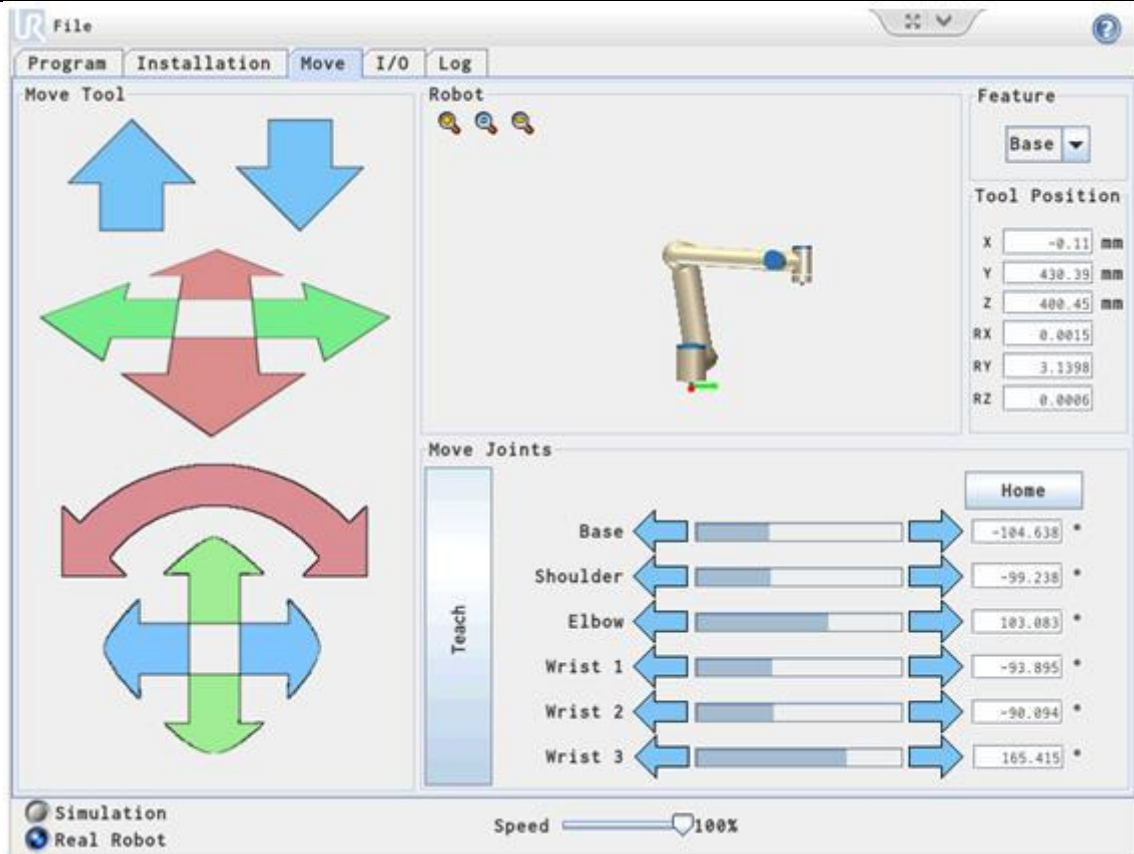 UR File
Program Installation Move I/O Log
Move Tool
Robot
Feature
Base
Tool Position
X -0.11 mm
Y 430.39 mm
Z 400.45 mm
RX 0.0015
RY 3.1398
RZ 0.0006
Move Joints
Teach
Home
Base -104.638 °
Shoulder -99.238 °
Elbow 103.083 °
Wrist 1 -93.895 °
Wrist 2 -90.094 °
Wrist 3 165.415 °
Simulation
Real Robot
Speed 100%
?